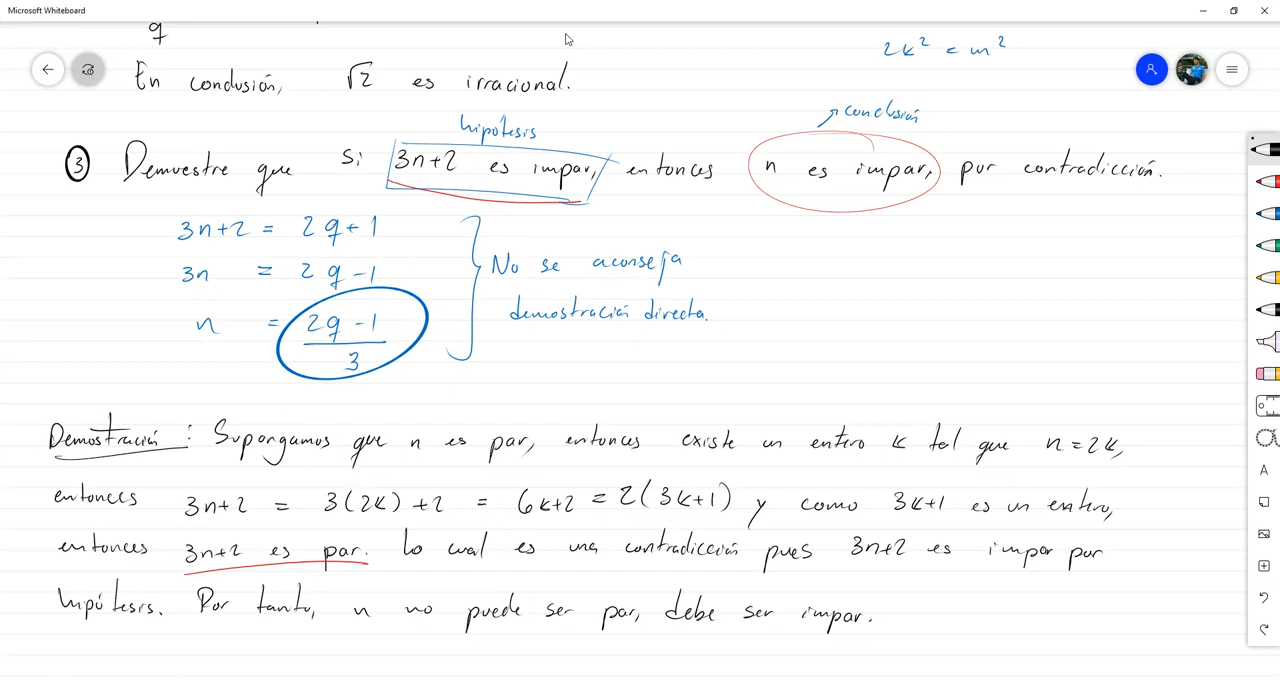 Microsoft Whiteboard
q
2k² = m²
En conclusión, √2 es irracional.
hipótesis
conclusión
③ Demuestre que si 3n+2 es impar, entonces n es impar, por contradicción.
3n+2 = 2q+1
3n = 2q-1
n = (2q-1)/3
No se aconseja
demostración directa.
Demostración: Supongamos que n es par, entonces existe un entero k tal que n=2k,
entonces 3n+2 = 3(2k)+2 = 6k+2 = 2(3k+1) y como 3k+1 es un entero,
entonces 3n+2 es par. Lo cual es una contradicción pues 3n+2 es impar por
hipótesis. Por tanto, n no puede ser par, debe ser impar.
A